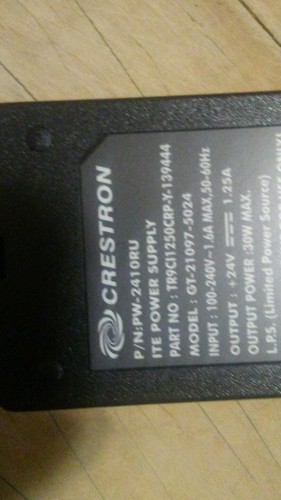 CRESTRON
P/N:PW-2410RU
ITE POWER SUPPLY
PART NO : TR9CI1250CRP-Y-139444
MODEL : GT-21097-5024
INPUT : 100-240V~1.6A MAX,50-60Hz
OUTPUT : +24V ⎓ 1.25A
OUTPUT POWER :30W MAX.
L.P.S. (Limited Power Source)